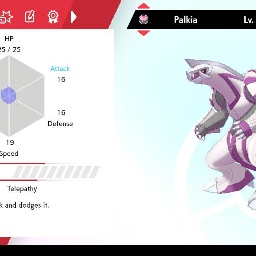 Palkia
Lv.
HP
25 / 25
Attack
16
16
Defense
19
Speed
Telepathy
k and dodges it.